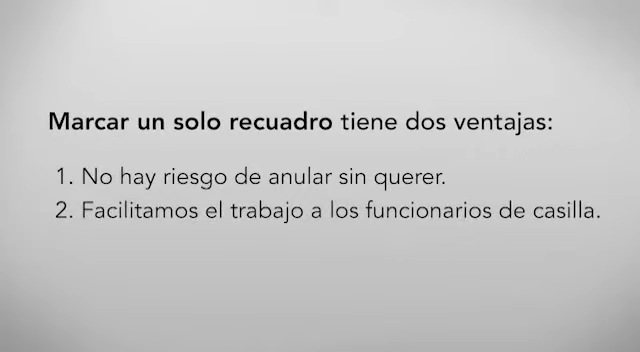 Marcar un solo recuadro tiene dos ventajas:
1. No hay riesgo de anular sin querer.
2. Facilitamos el trabajo a los funcionarios de casilla.